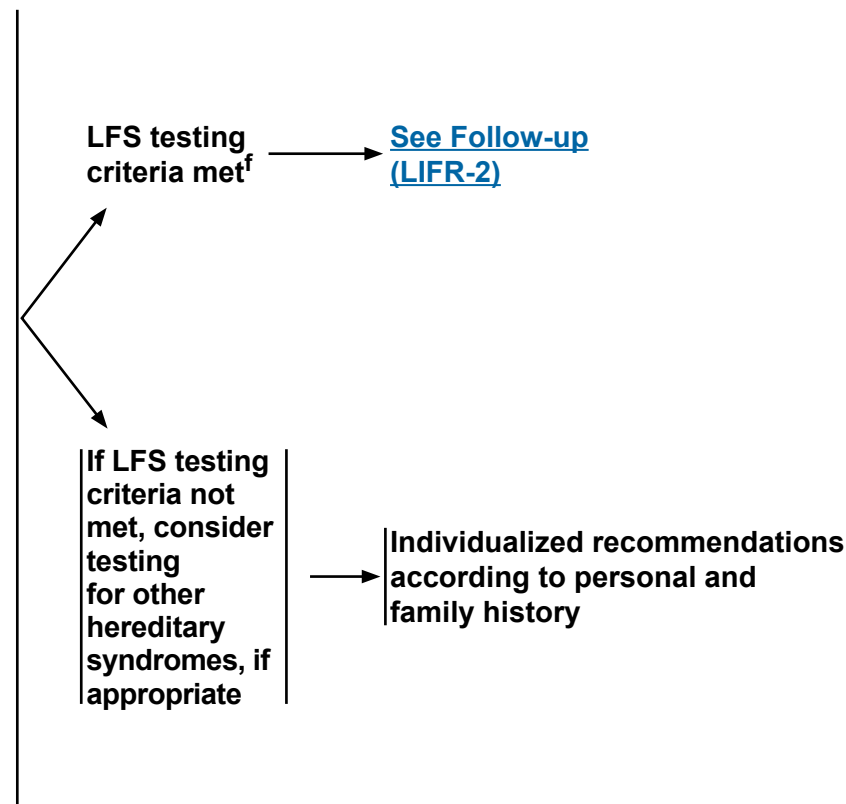 LFS testing
criteria metf
See Follow-up
(LIFR-2)
If LFS testing
criteria not
met, consider
testing
for other
hereditary
syndromes, if
appropriate
Individualized recommendations
according to personal and
family history